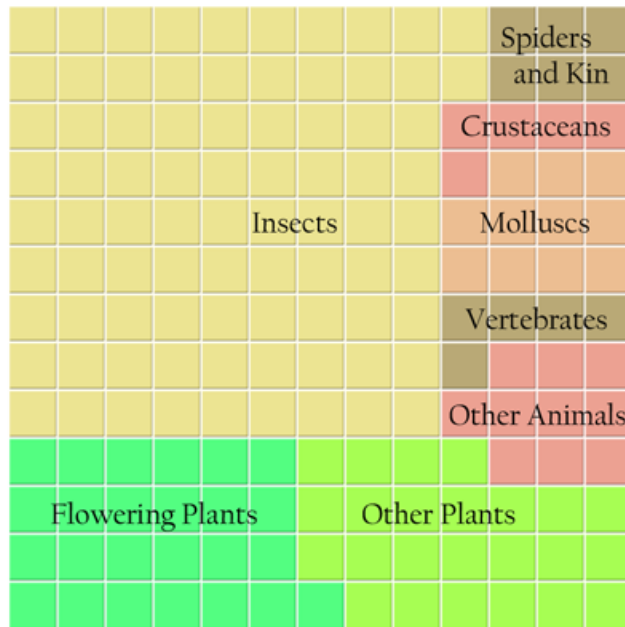 Spiders
and Kin
Crustaceans
Insects
Molluscs
Vertebrates
Other Animals
Flowering Plants
Other Plants